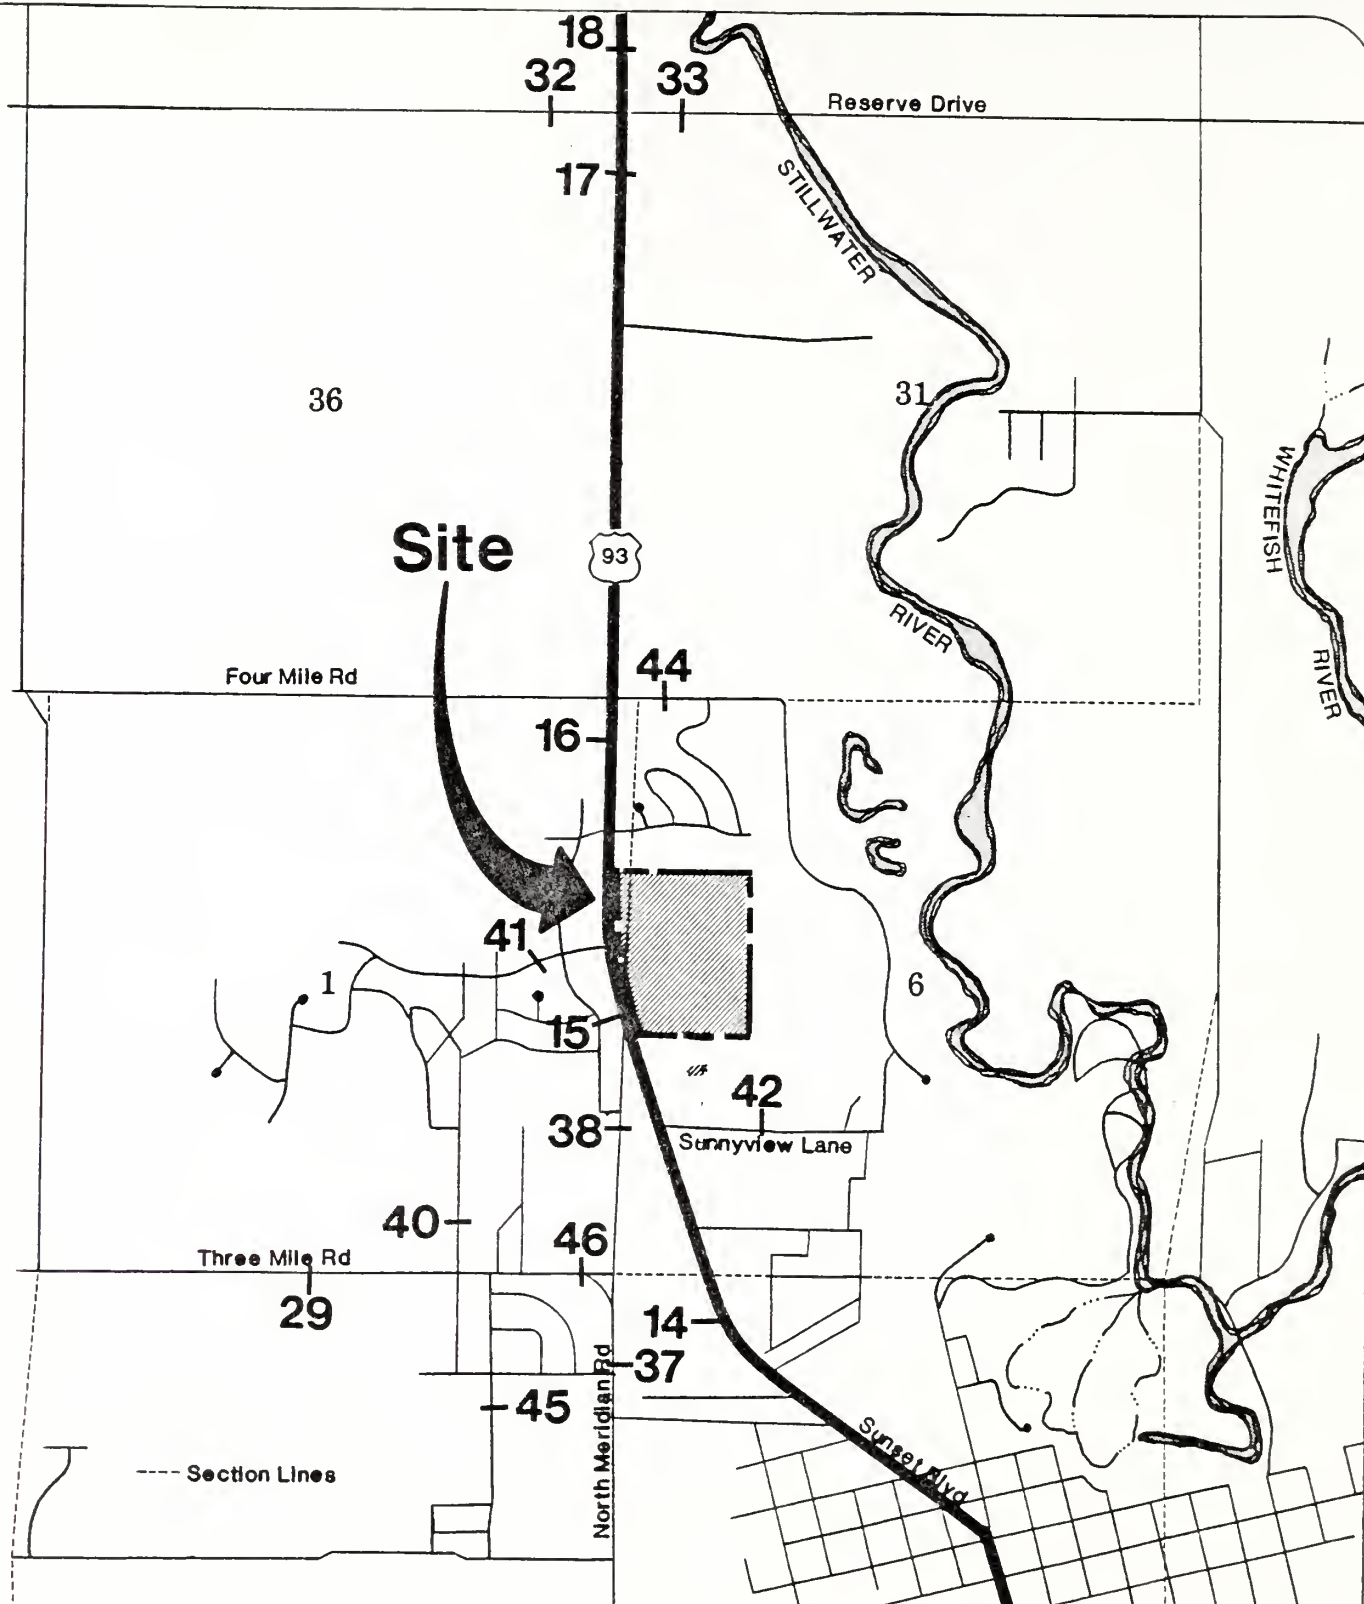 18
32
33
Reserve Drive
17
STILLWATER
36
31
WHITEFISH
Site
93
RIVER
RIVER
44
Four Mile Rd
16
41
1
6
15
42
38
Sunnyview Lane
40
46
Three Mile Rd
29
14
37
45
North Meridian Rd
Sunset Blvd
---- Section Lines